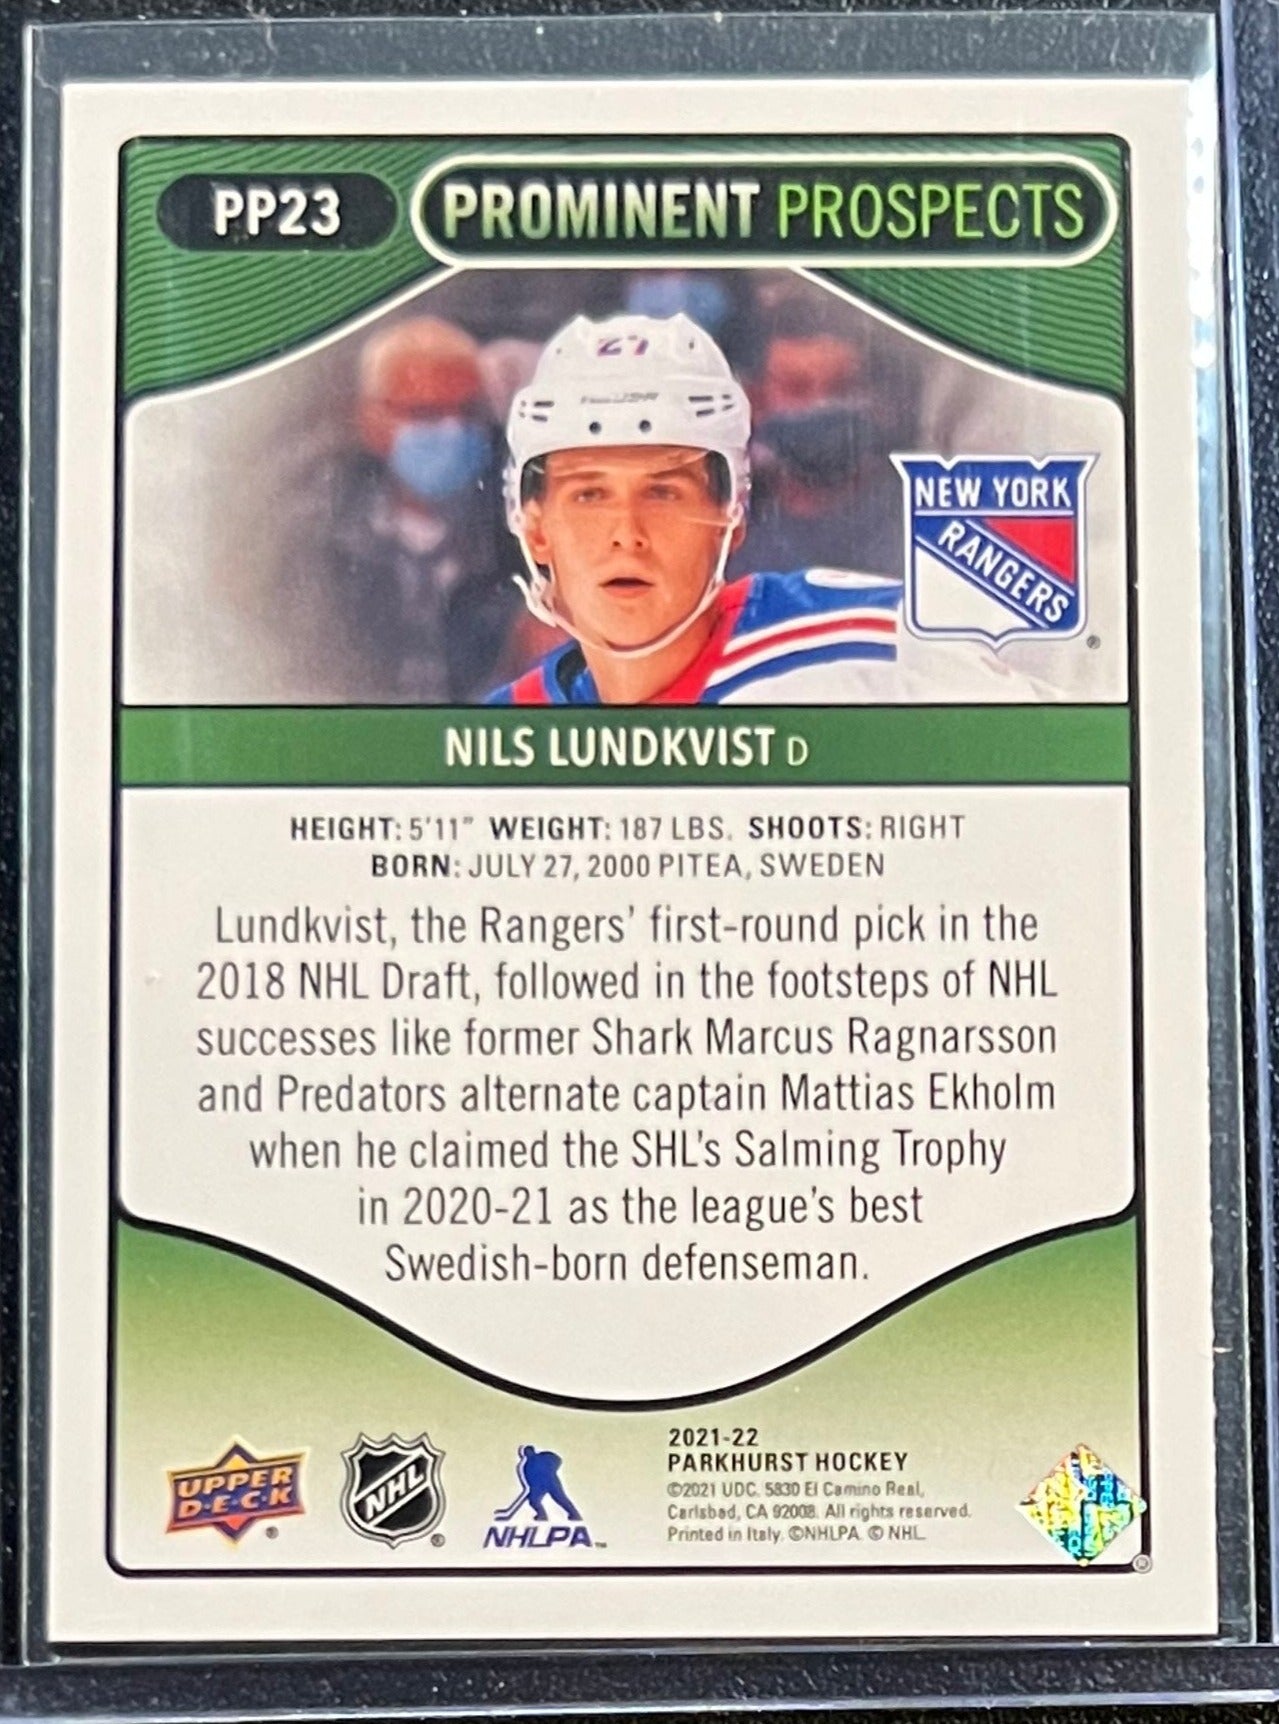 PP23 PROMINENT PROSPECTS
27
NEW YORK
RANGERS
®
NILS LUNDKVIST D
HEIGHT: 5'11" WEIGHT: 187 LBS. SHOOTS: RIGHT
BORN: JULY 27, 2000 PITEA, SWEDEN
Lundkvist, the Rangers' first-round pick in the
2018 NHL Draft, followed in the footsteps of NHL
successes like former Shark Marcus Ragnarsson
and Predators alternate captain Mattias Ekholm
when he claimed the SHL's Salming Trophy
in 2020-21 as the league's best
Swedish-born defenseman.
UPPER
D·E·C·K
®
NHL
®
NHLPA™
2021-22
PARKHURST HOCKEY
©2021 UDC. 5830 El Camino Real,
Carlsbad, CA 92008. All rights reserved.
Printed in Italy. ©NHLPA. © NHL.
®